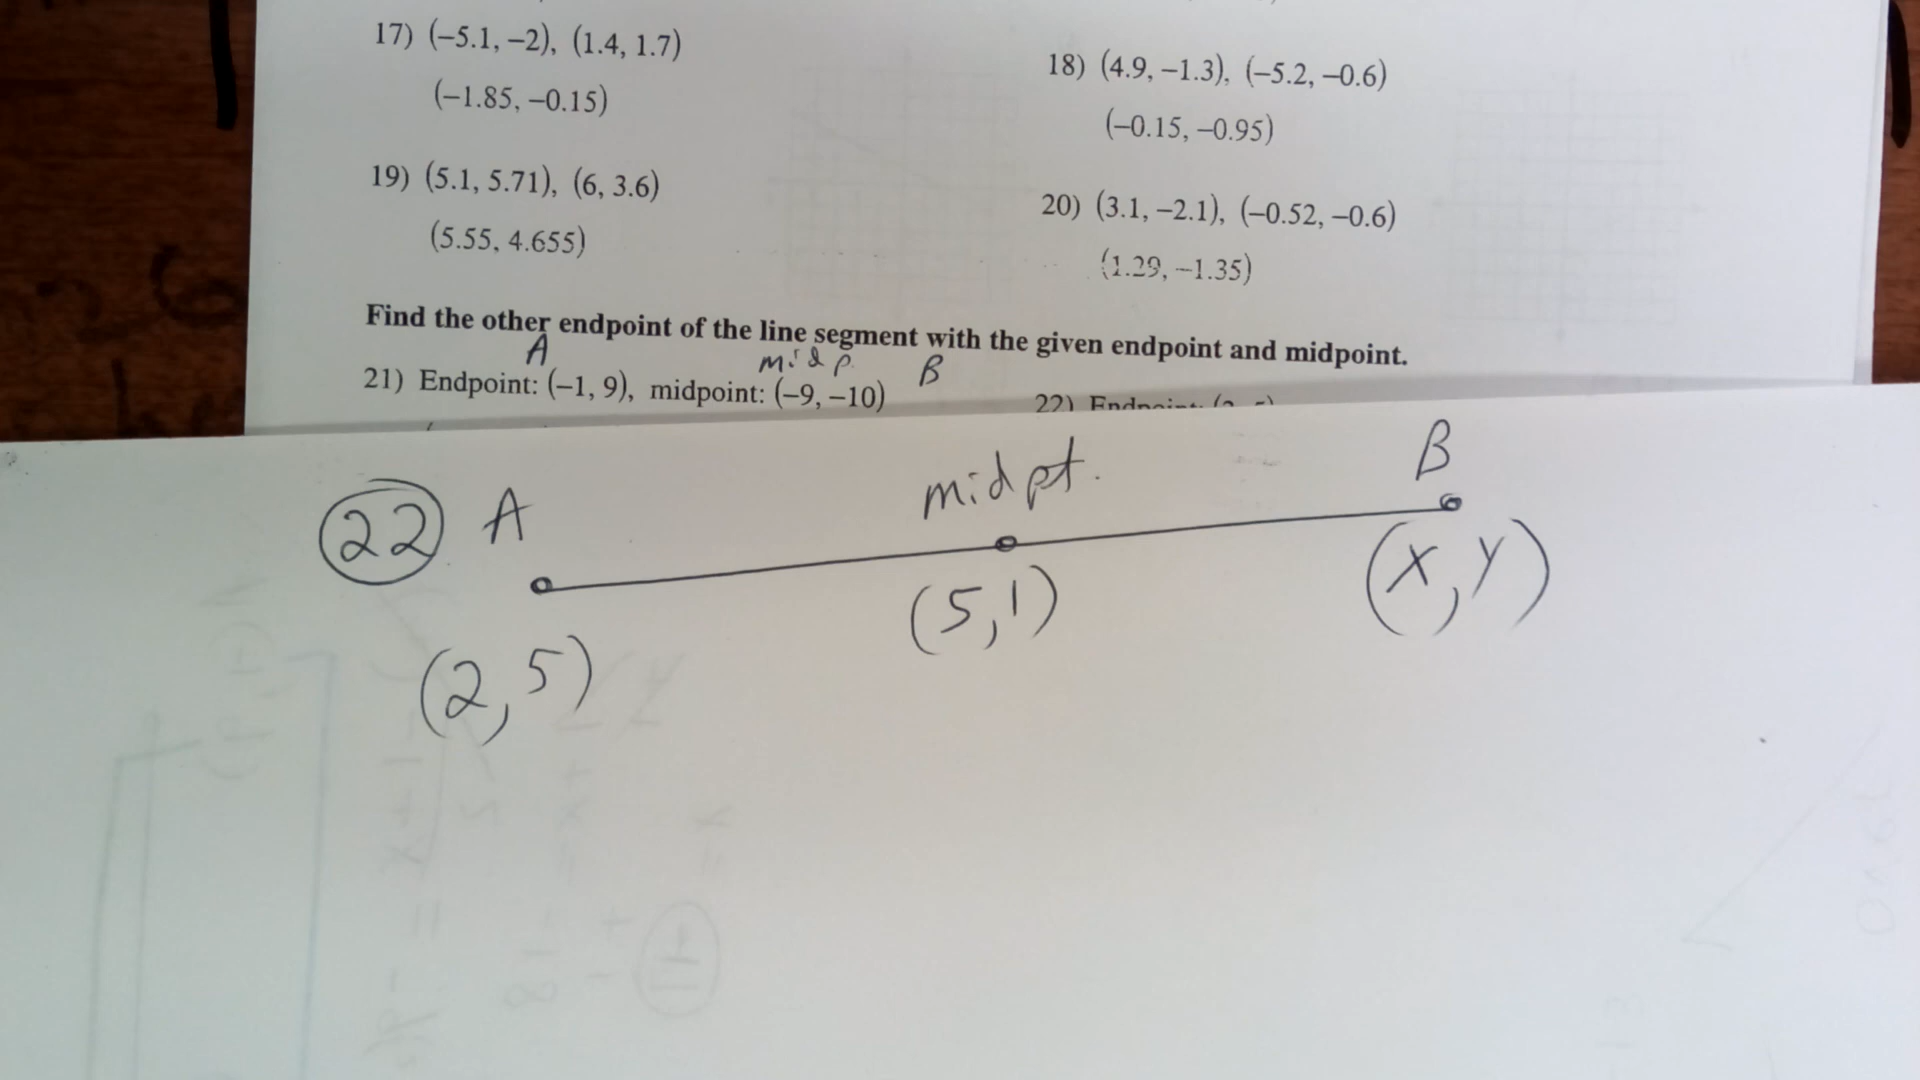 17) (−5.1, −2), (1.4, 1.7)
(−1.85, −0.15)
18) (4.9, −1.3), (−5.2, −0.6)
(−0.15, −0.95)
19) (5.1, 5.71), (6, 3.6)
(5.55, 4.655)
20) (3.1, −2.1), (−0.52, −0.6)
(1.29, −1.35)
Find the other endpoint of the line segment with the given endpoint and midpoint.
A midp B
21) Endpoint: (−1, 9), midpoint: (−9, −10)
22) Endpoint:
22 A midpt. B
(2,5) (5,1) (x,y)